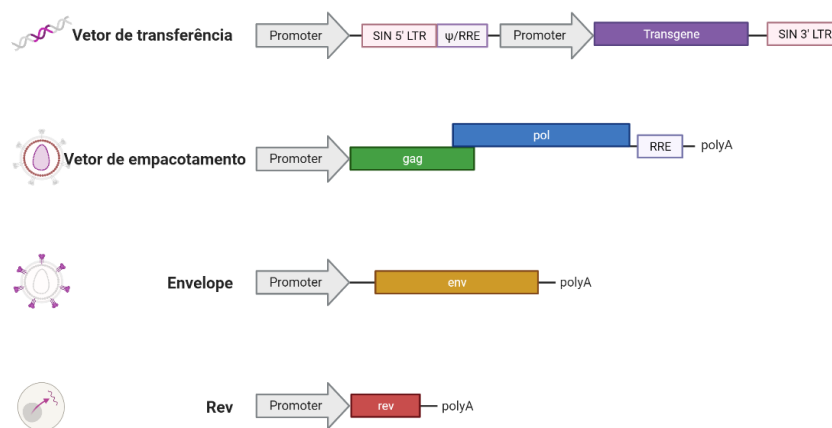 Vetor de transferência
Promoter
SIN 5' LTR
ψ/RRE
Promoter
Transgene
SIN 3' LTR
Vetor de empacotamento
Promoter
gag
pol
RRE
polyA
Envelope
Promoter
env
polyA
Rev
Promoter
rev
polyA